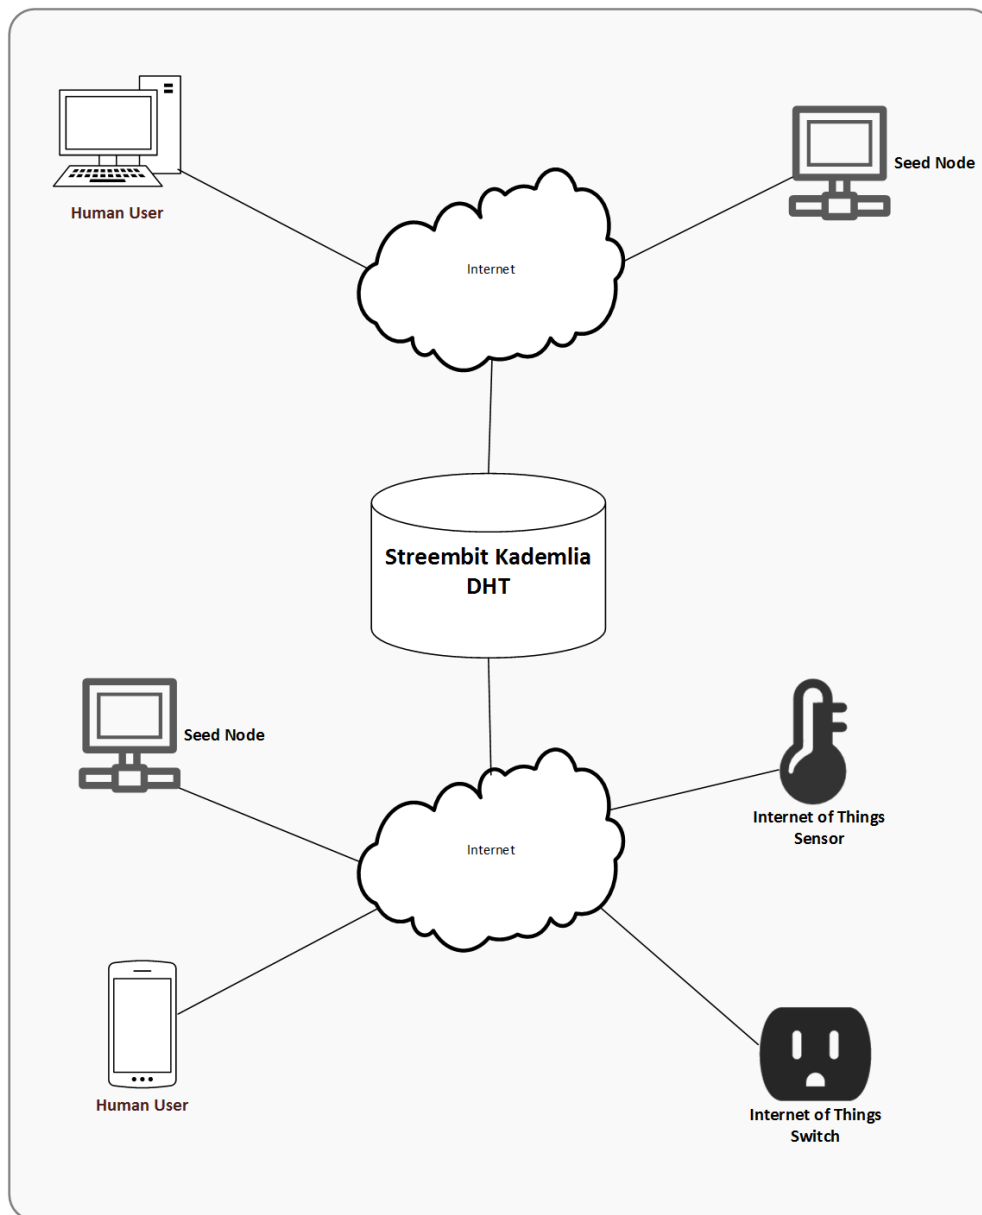 Human User
Seed Node
Internet
Streembit Kademlia
DHT
Seed Node
Internet of Things
Sensor
Internet
Human User
Internet of Things
Switch